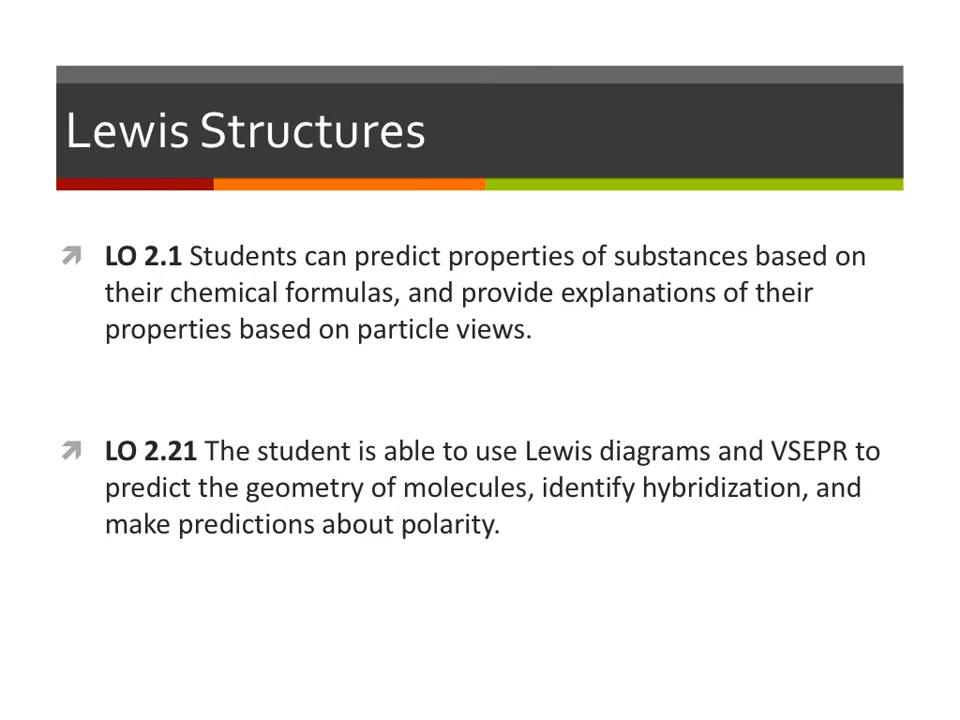 Lewis Structures
LO 2.1 Students can predict properties of substances based on
their chemical formulas, and provide explanations of their
properties based on particle views.
LO 2.21 The student is able to use Lewis diagrams and VSEPR to
predict the geometry of molecules, identify hybridization, and
make predictions about polarity.